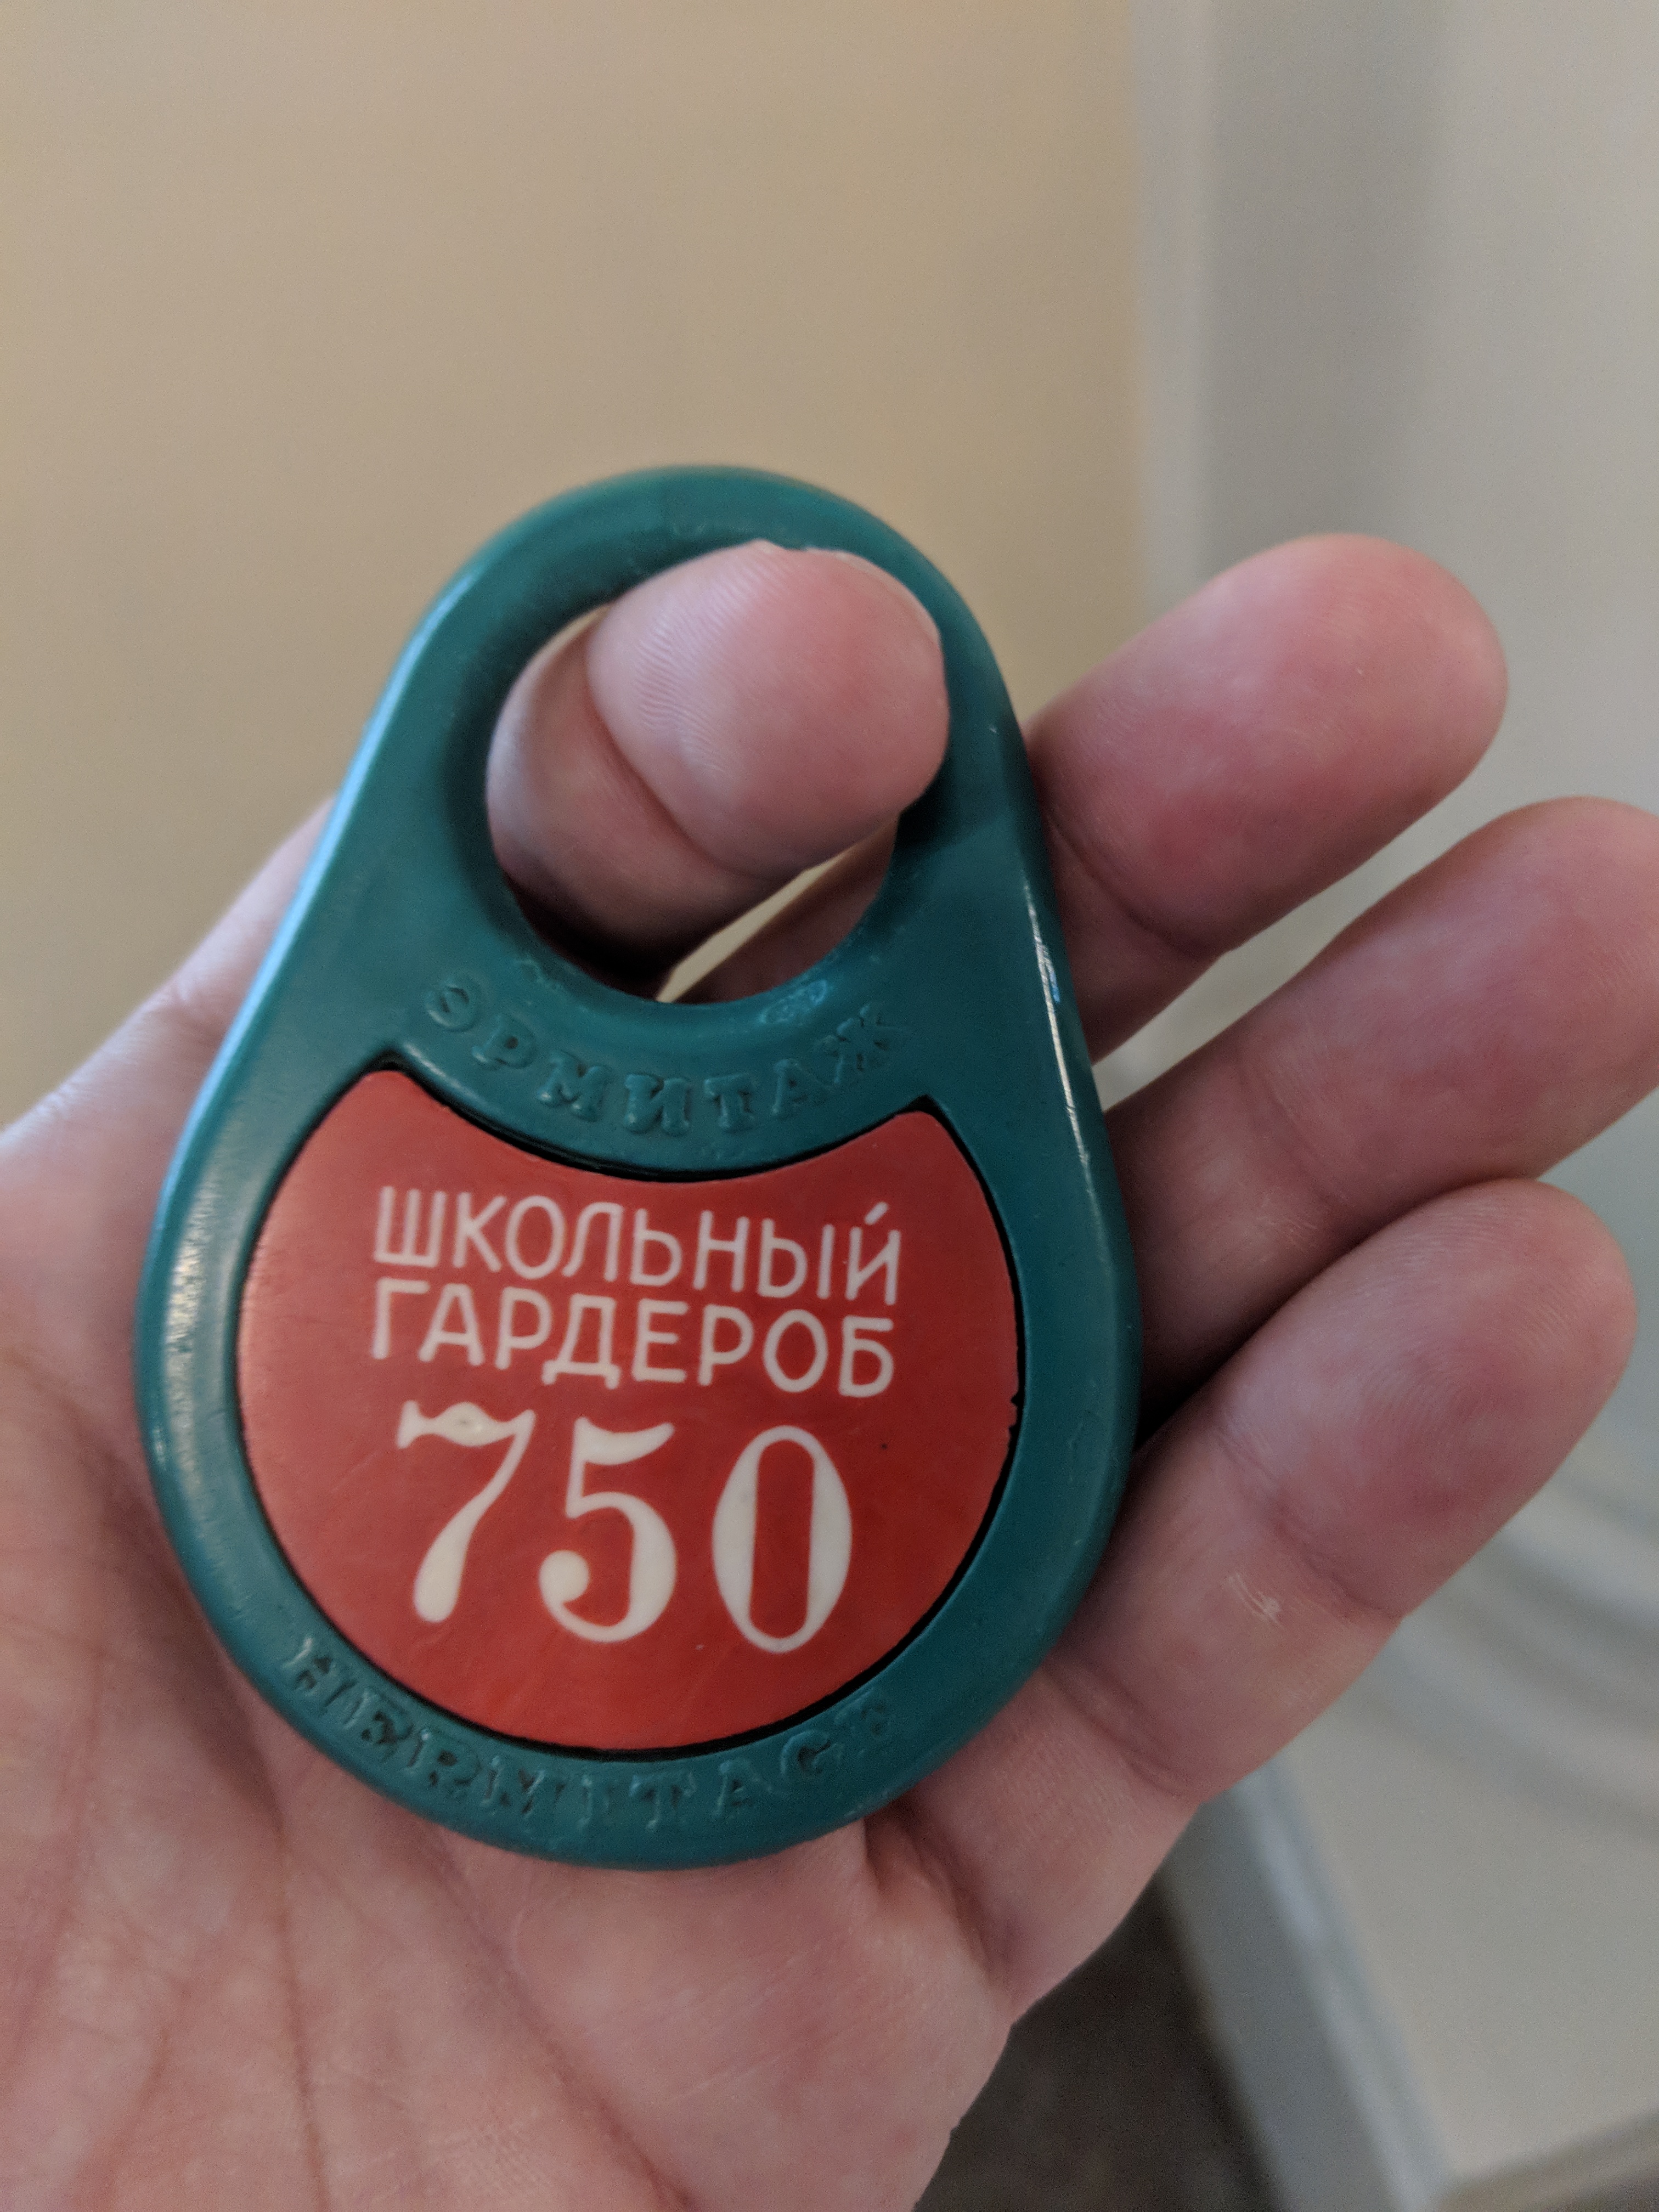 ЭРМИТАЖ
ШКОЛЬНЫЙ
ГАРДЕРОБ
750
HERMITAGE